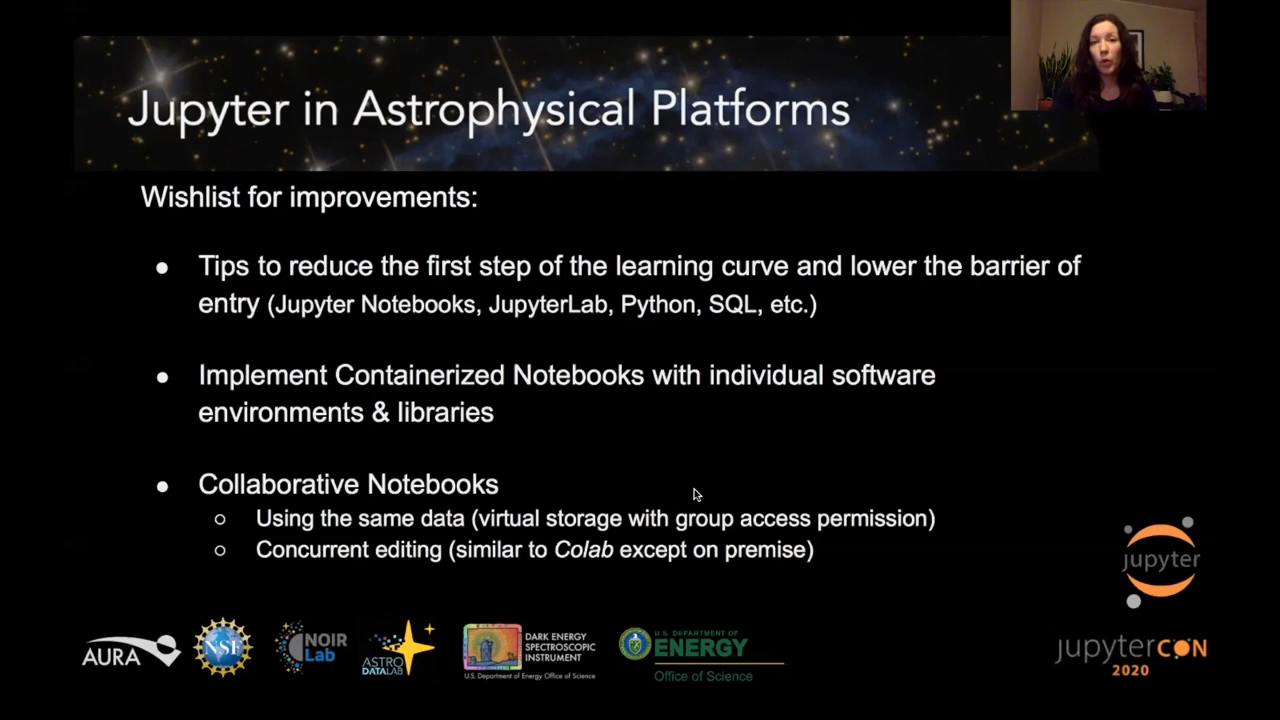 Jupyter in Astrophysical Platforms
Wishlist for improvements:
● Tips to reduce the first step of the learning curve and lower the barrier of
entry (Jupyter Notebooks, JupyterLab, Python, SQL, etc.)
● Implement Containerized Notebooks with individual software
environments & libraries
● Collaborative Notebooks
○ Using the same data (virtual storage with group access permission)
○ Concurrent editing (similar to Colab except on premise)
jupyter
AURA
NSF
NOIR
Lab
ASTRO
DATA LAB
DARK ENERGY
SPECTROSCOPIC
INSTRUMENT
U.S. Department of Energy Office of Science
U.S. DEPARTMENT OF
ENERGY
Office of Science
jupytercon
2020